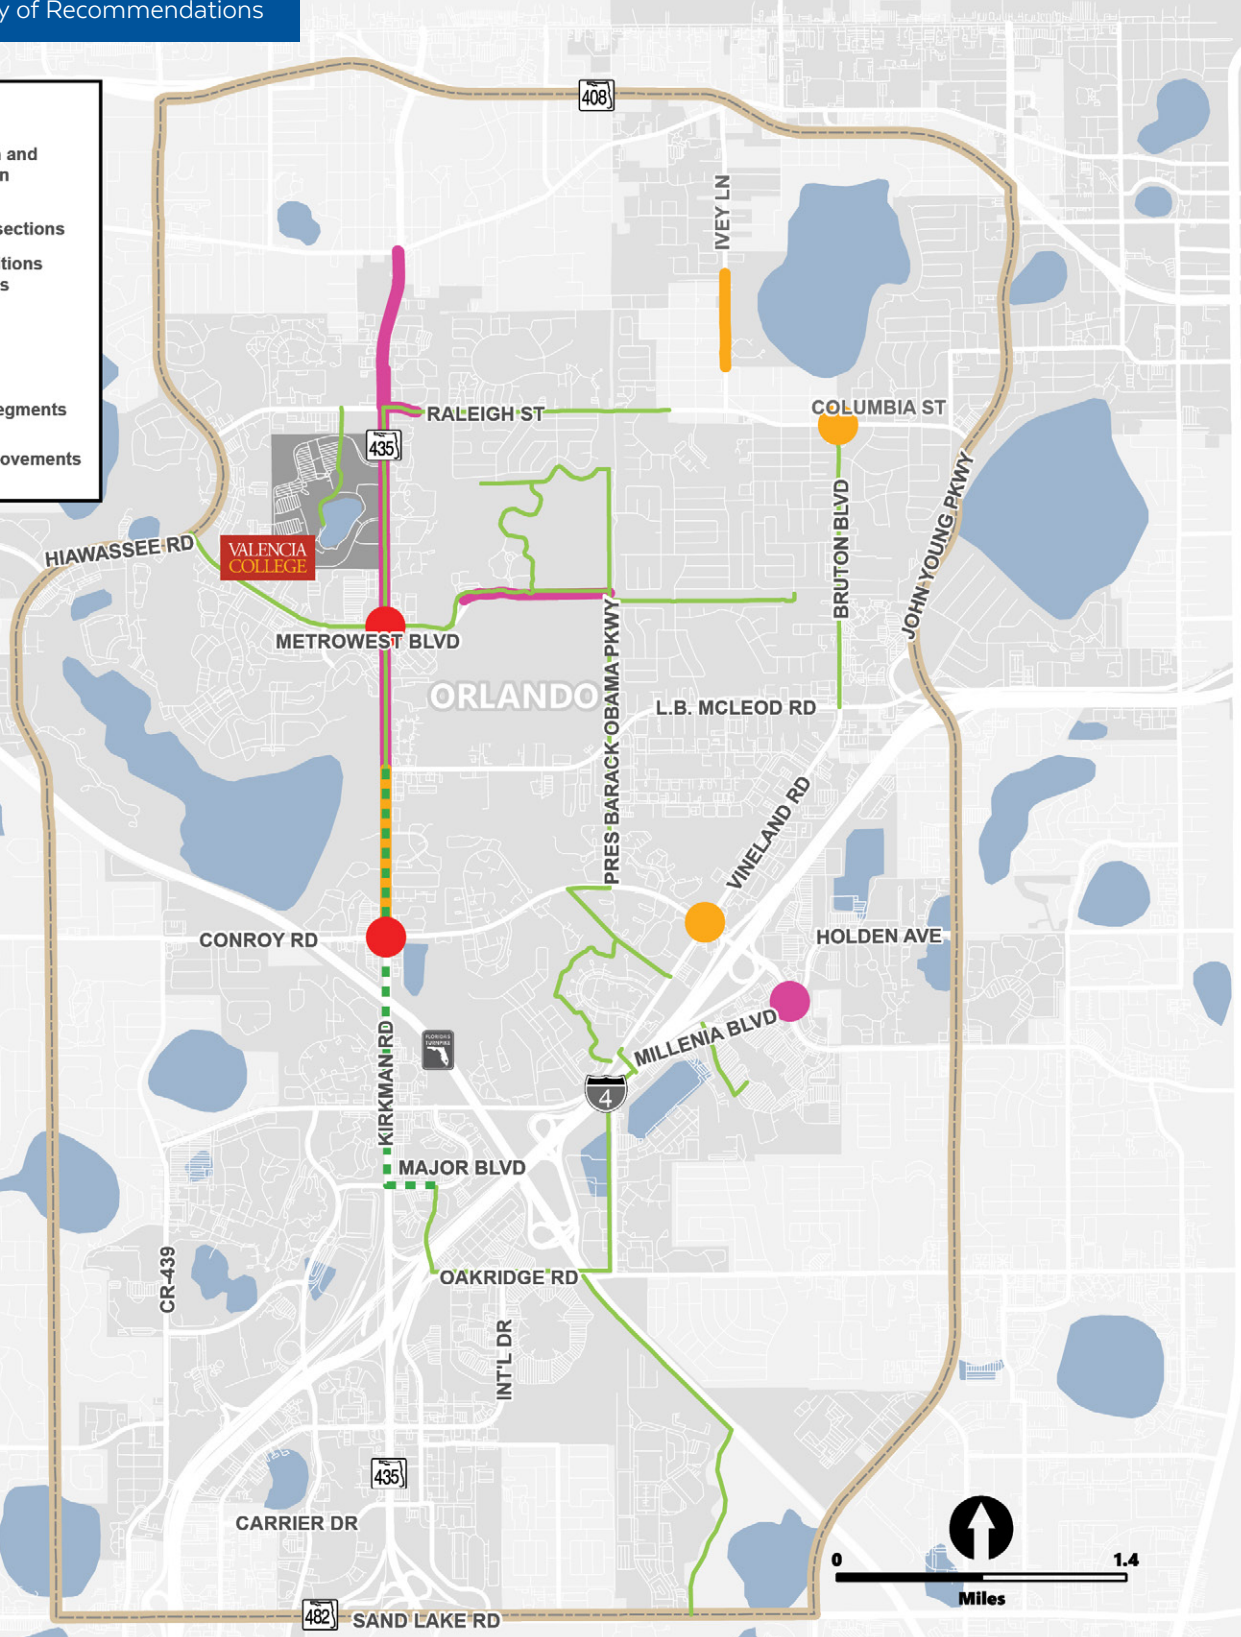 y of Recommendations
and
n
sections
tions
s
egments
ovements
408
IVEY LN
RALEIGH ST
COLUMBIA ST
435
BRUTON BLVD
JOHN YOUNG PKWY
HIAWASSEE RD
VALENCIA
COLLEGE
METROWEST BLVD
ORLANDO
PRES BARACK OBAMA PKWY
L.B. MCLEOD RD
VINELAND RD
CONROY RD
HOLDEN AVE
KIRKMAN RD
FLORIDA'S
TURNPIKE
MILLENIA BLVD
4
MAJOR BLVD
CR-439
OAKRIDGE RD
INT'L DR
435
CARRIER DR
0 1.4
Miles
482
SAND LAKE RD